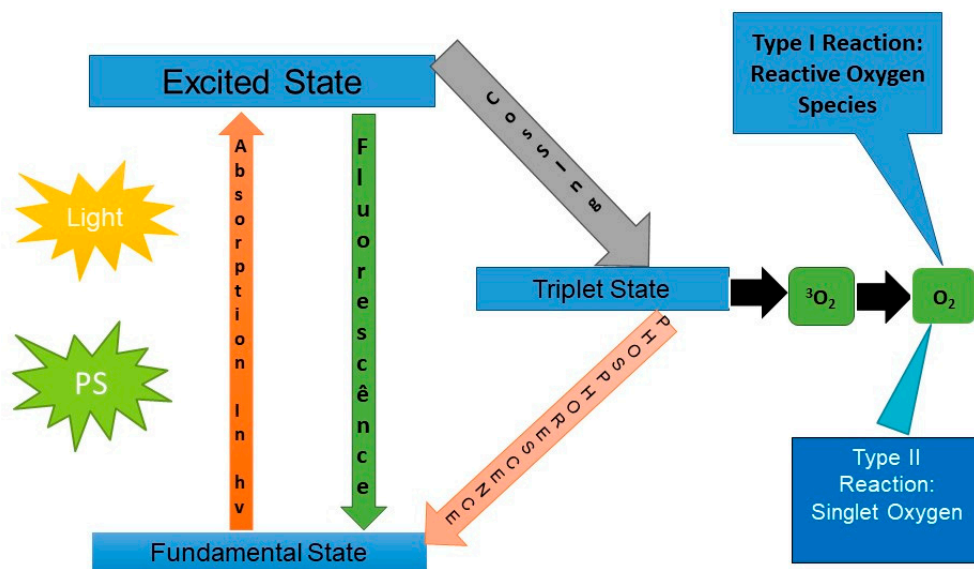 Excited State
Light
PS
Absorption In hv
Fluorescênce
CosSIng
Triplet State
PHOSPHORESCENCE
Fundamental State
³O₂
O₂
Type I Reaction:
Reactive Oxygen
Species
Type II
Reaction:
Singlet Oxygen